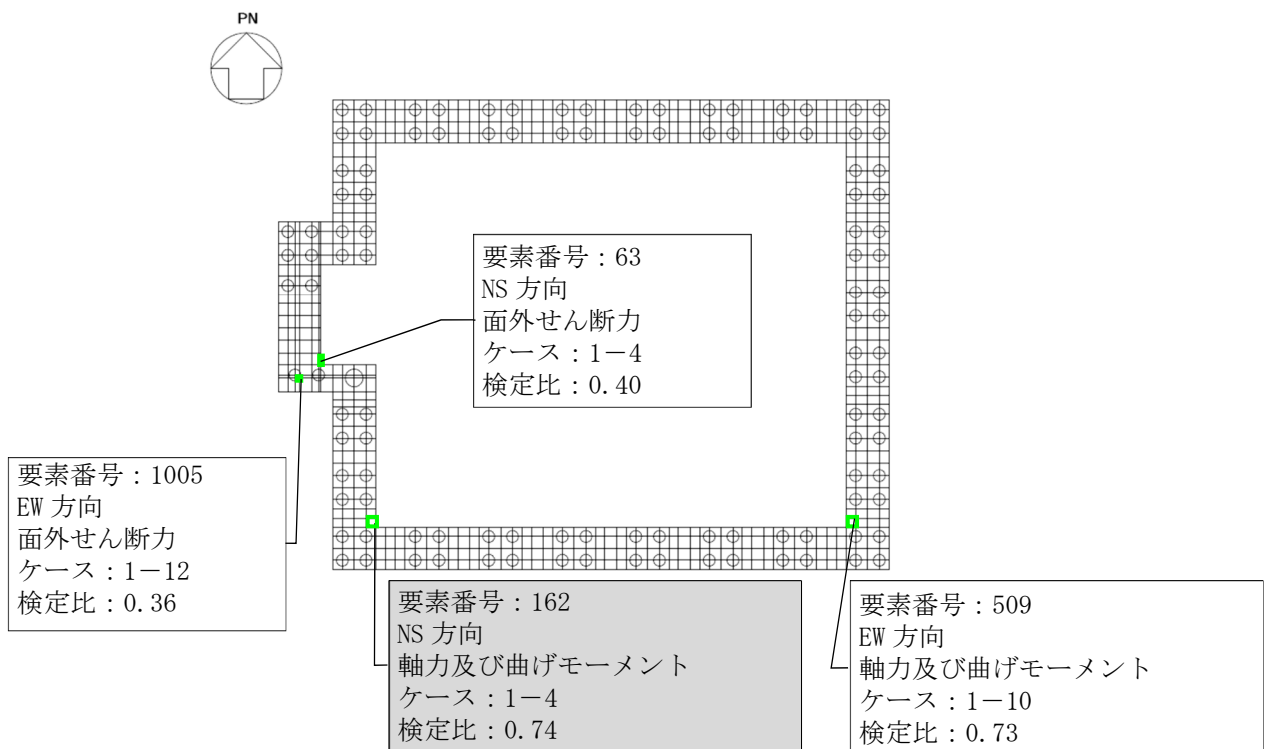 PN
要素番号：63
NS 方向
面外せん断力
ケース：1－4
検定比：0.40
要素番号：1005
EW 方向
面外せん断力
ケース：1－12
検定比：0.36
要素番号：162
NS 方向
軸力及び曲げモーメント
ケース：1－4
検定比：0.74
要素番号：509
EW 方向
軸力及び曲げモーメント
ケース：1－10
検定比：0.73